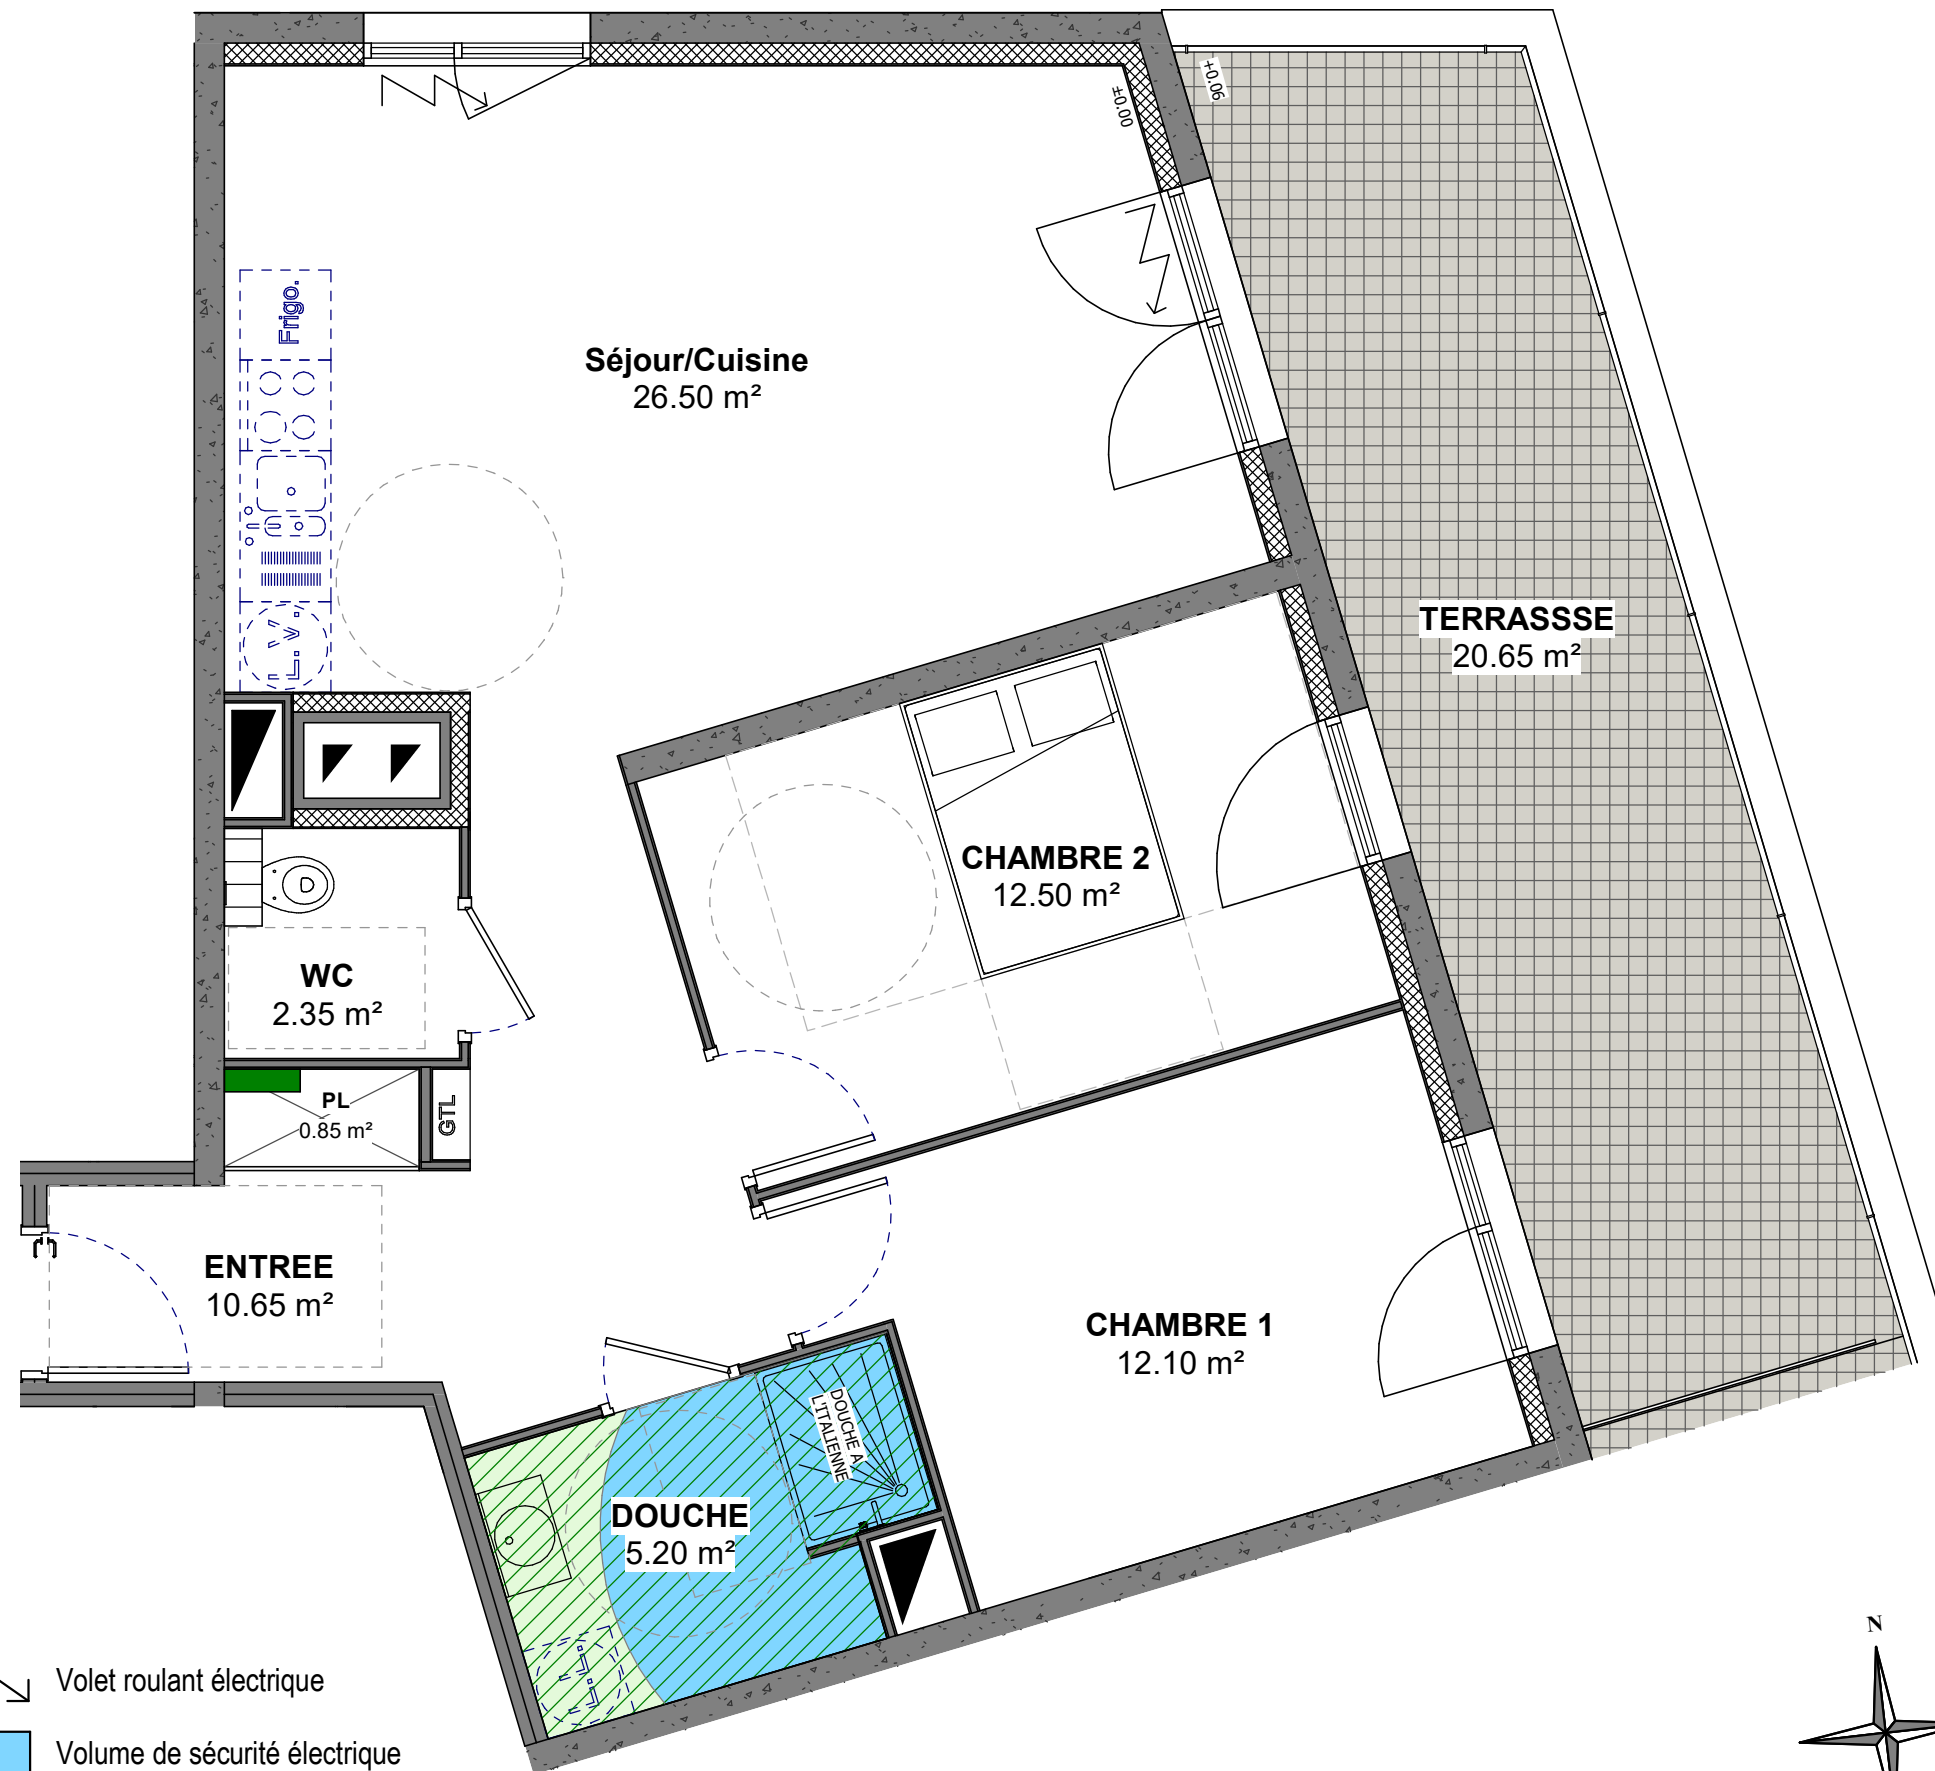 ±0.00
+0.06
Frigo.
Séjour/Cuisine
26.50 m²
L.V.
TERRASSSE
20.65 m²
CHAMBRE 2
12.50 m²
WC
2.35 m²
PL
0.85 m²
GTL
ENTREE
10.65 m²
CHAMBRE 1
12.10 m²
DOUCHE A
L'ITALIENNE
DOUCHE
5.20 m²
L.L.
N
Volet roulant électrique
Volume de sécurité électrique